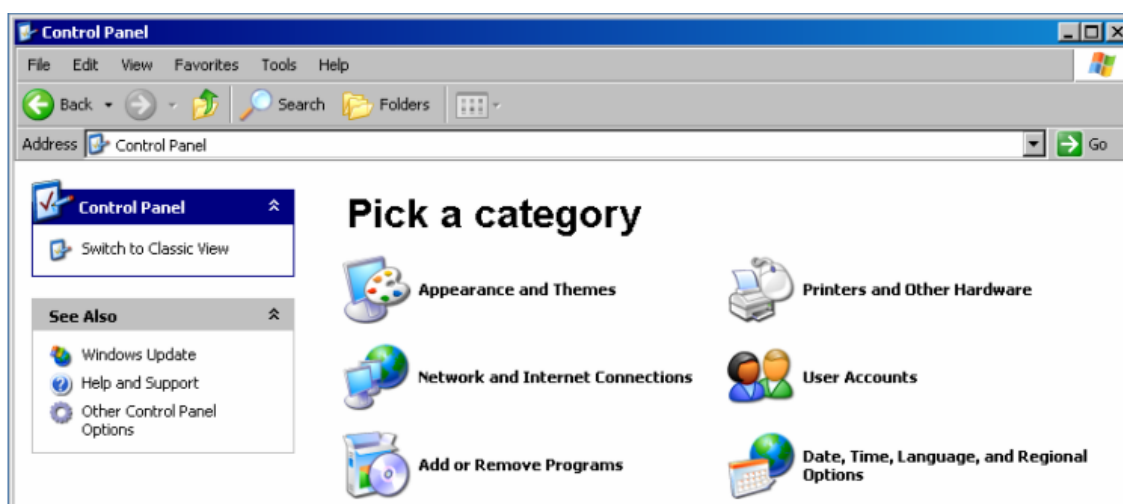 Control Panel
File Edit View Favorites Tools Help
Back Search Folders
Address Control Panel Go
Control Panel
Switch to Classic View
See Also
Windows Update
Help and Support
Other Control Panel
Options
Pick a category
Appearance and Themes
Printers and Other Hardware
Network and Internet Connections
User Accounts
Add or Remove Programs
Date, Time, Language, and Regional
Options